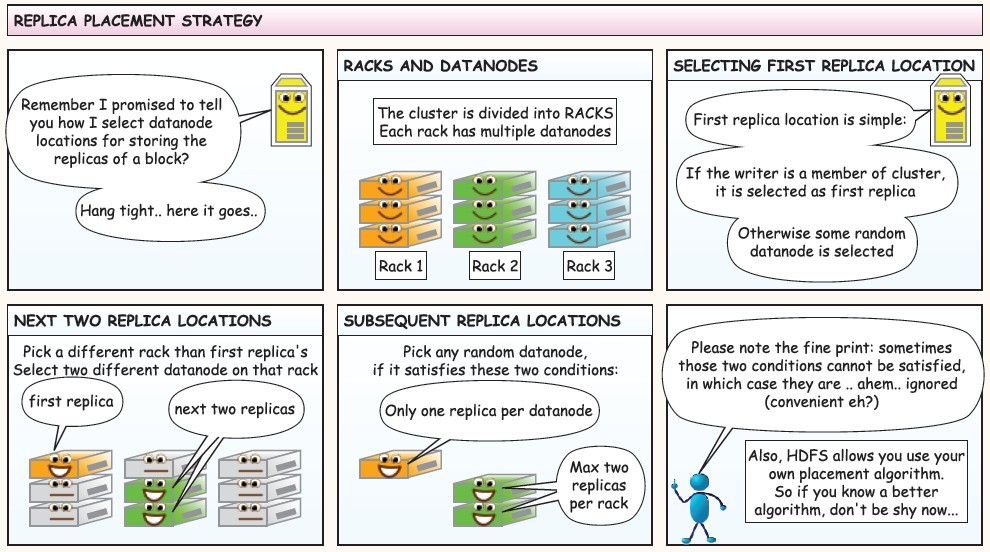 REPLICA PLACEMENT STRATEGY
Remember I promised to tell
you how I select datanode
locations for storing the
replicas of a block?
Hang tight.. here it goes..
RACKS AND DATANODES
The cluster is divided into RACKS
Each rack has multiple datanodes
Rack 1
Rack 2
Rack 3
SELECTING FIRST REPLICA LOCATION
First replica location is simple:
If the writer is a member of cluster,
it is selected as first replica
Otherwise some random
datanode is selected
NEXT TWO REPLICA LOCATIONS
Pick a different rack than first replica's
Select two different datanode on that rack
first replica
next two replicas
SUBSEQUENT REPLICA LOCATIONS
Pick any random datanode,
if it satisfies these two conditions:
Only one replica per datanode
Max two
replicas
per rack
Please note the fine print: sometimes
those two conditions cannot be satisfied,
in which case they are .. ahem.. ignored
(convenient eh?)
Also, HDFS allows you use your
own placement algorithm.
So if you know a better
algorithm, don't be shy now...